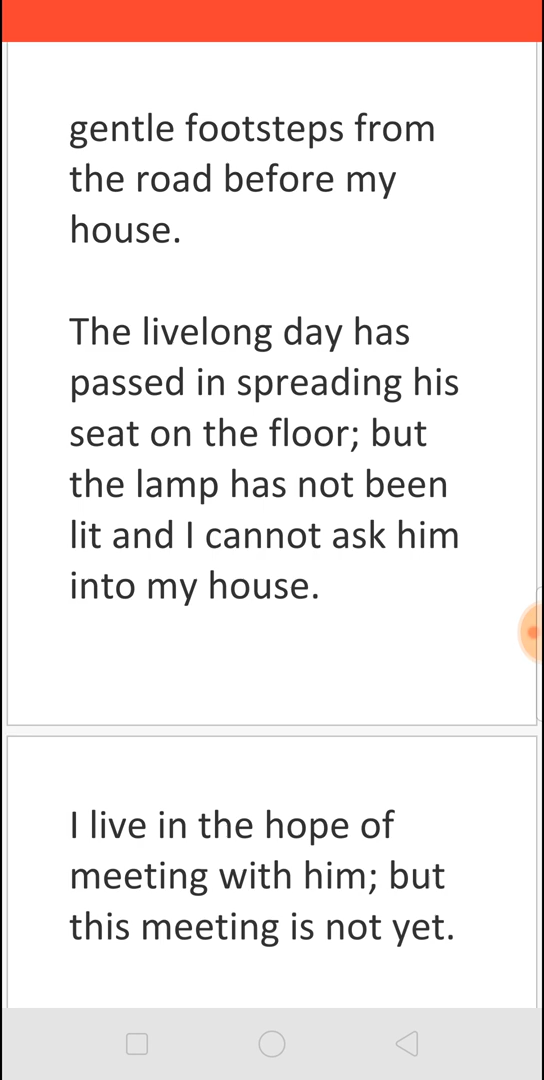 gentle footsteps from
the road before my
house.
The livelong day has
passed in spreading his
seat on the floor; but
the lamp has not been
lit and I cannot ask him
into my house.
I live in the hope of
meeting with him; but
this meeting is not yet.